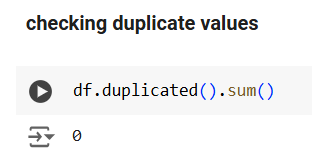 checking duplicate values
df.duplicated().sum()
0